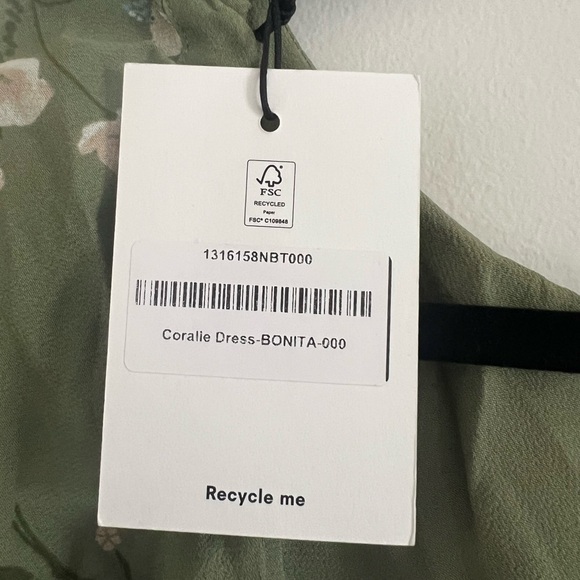 FSC
RECYCLED
Paper
FSC® C109848
1316158NBT000
Coralie Dress-BONITA-000
Recycle me